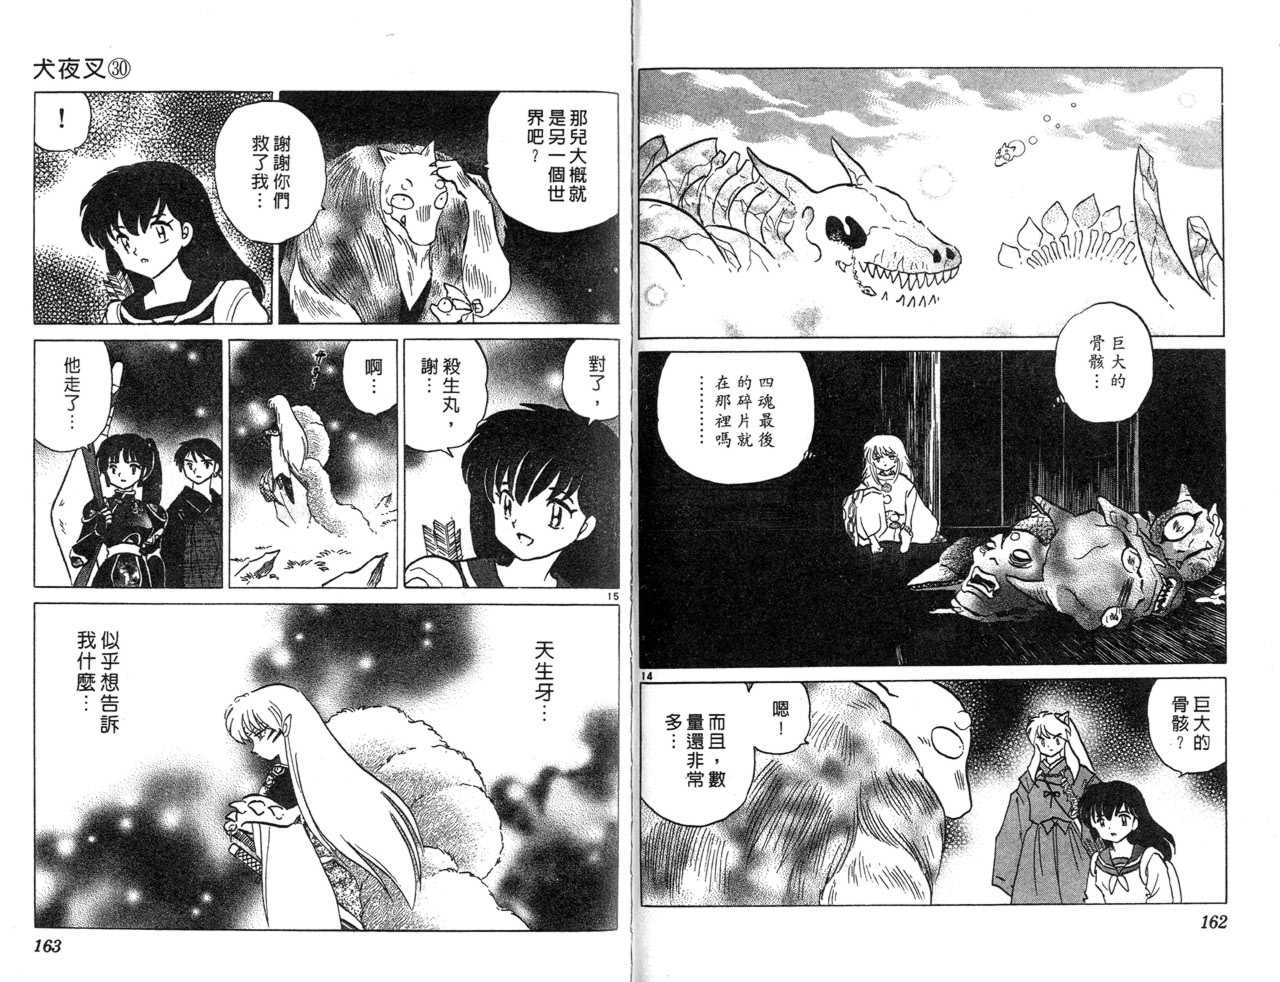 巨大的
骨骸…
四魂最後
的碎片就
在那裡嗎
…………
14
巨大的
骨骸？
嗯！
而且，數
量還非常
多…
162
犬夜叉㉚
那兒大概就
是另一個世
界吧？
謝謝你們
救了我…
！
對了，
殺生丸，
謝…
啊…
他走了…
15
天生牙…
似乎想告訴
我什麼…
163